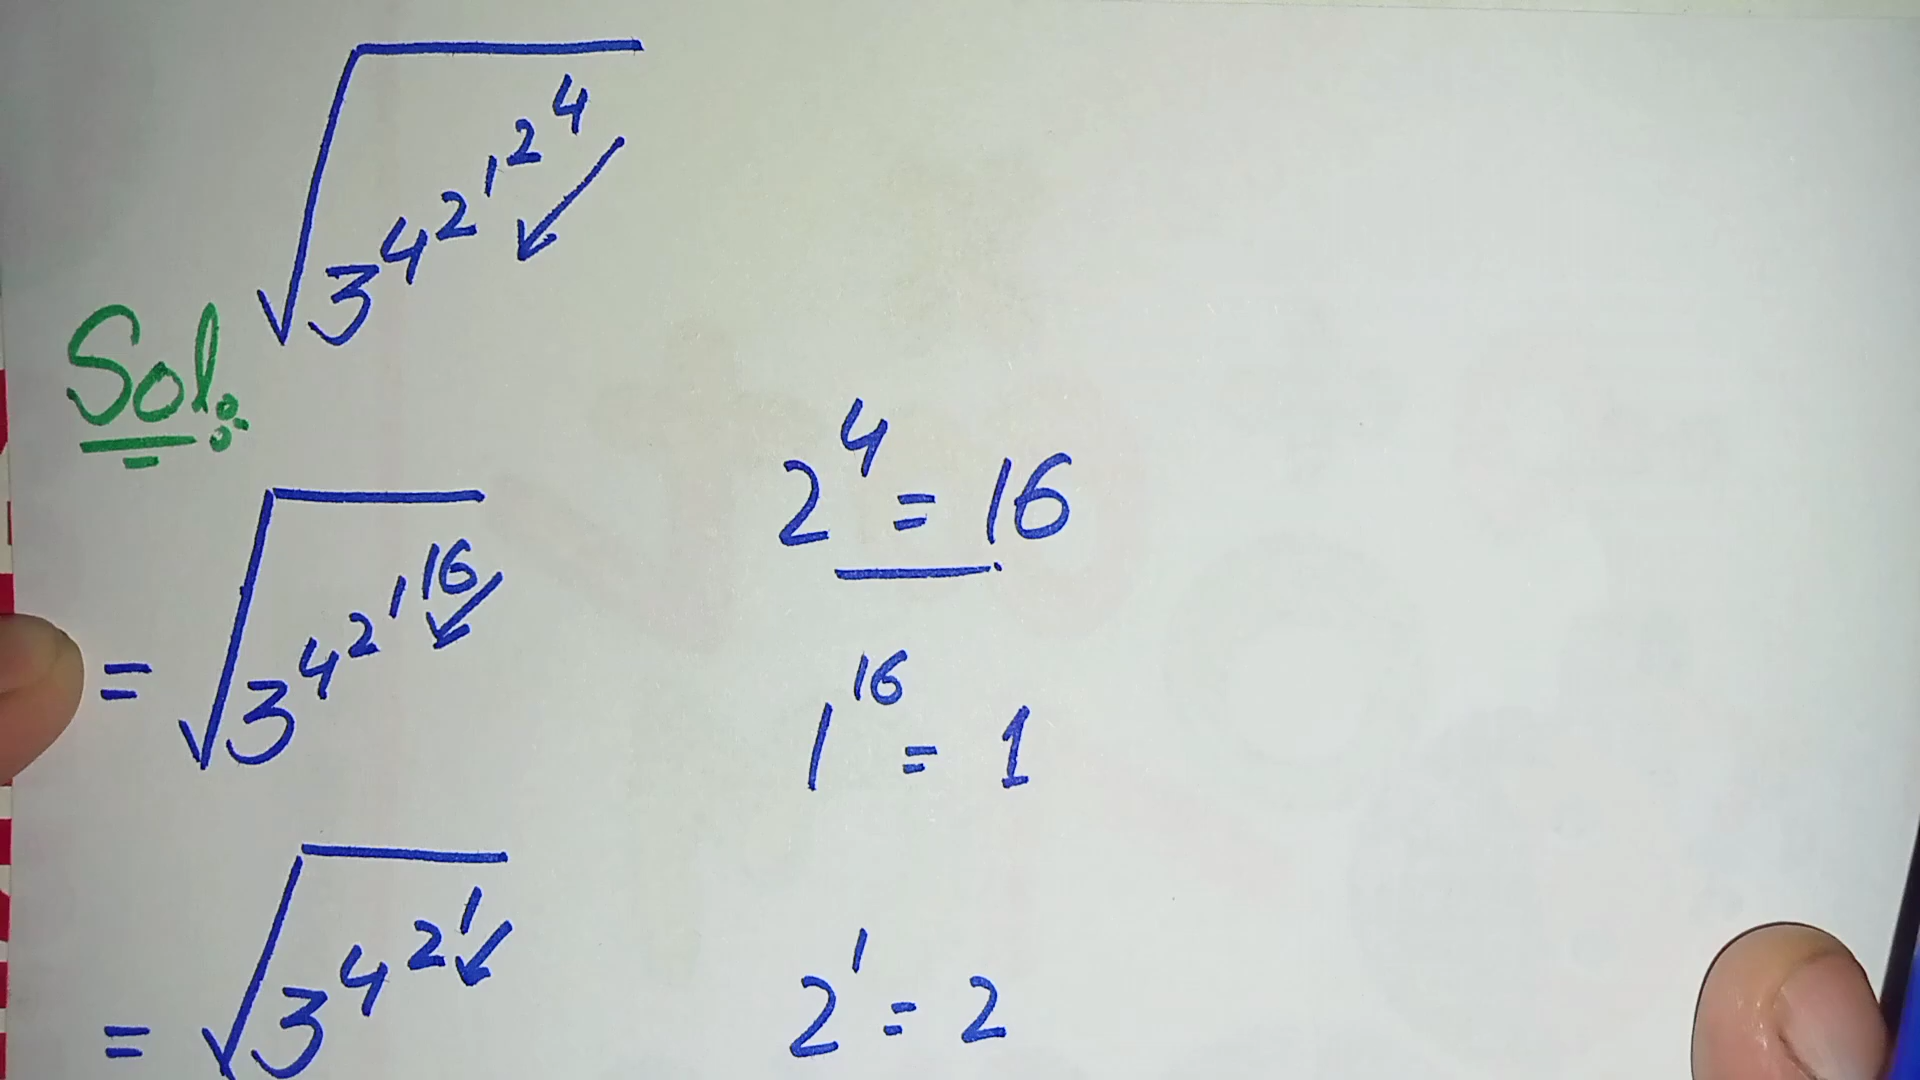 √3^4^2^1^2^4
Sol:
= √3^4^2^1^16
2^4 = 16
1^16 = 1
= √3^4^2^1
2^1 = 2